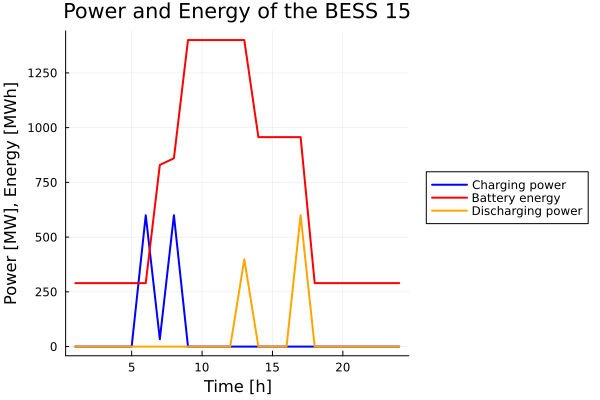 Power and Energy of the BESS 15
Power [MW], Energy [MWh]
1250
1000
750
500
250
0
5
10
15
20
Time [h]
Charging power
Battery energy
Discharging power